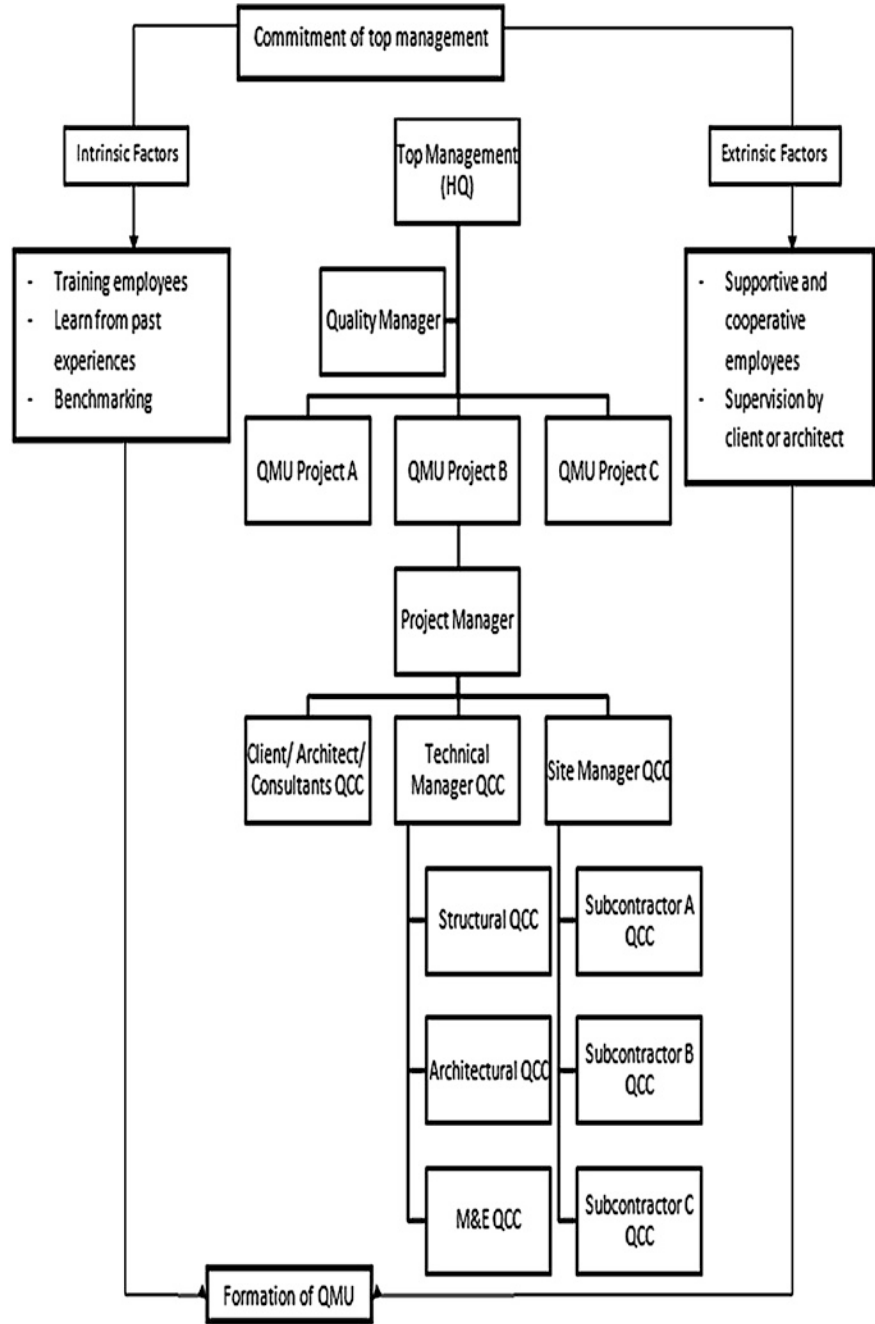 Commitment of top management
Intrinsic Factors
Top Management
(HQ)
Extrinsic Factors
- Training employees
- Learn from past
experiences
- Benchmarking
Quality Manager
- Supportive and
cooperative
employees
- Supervision by
client or architect
QMU Project A
QMU Project B
QMU Project C
Project Manager
Client/ Architect/
Consultants QCC
Technical
Manager QCC
Site Manager QCC
Structural QCC
Subcontractor A
QCC
Architectural QCC
Subcontractor B
QCC
M&E QCC
Subcontractor C
QCC
Formation of QMU